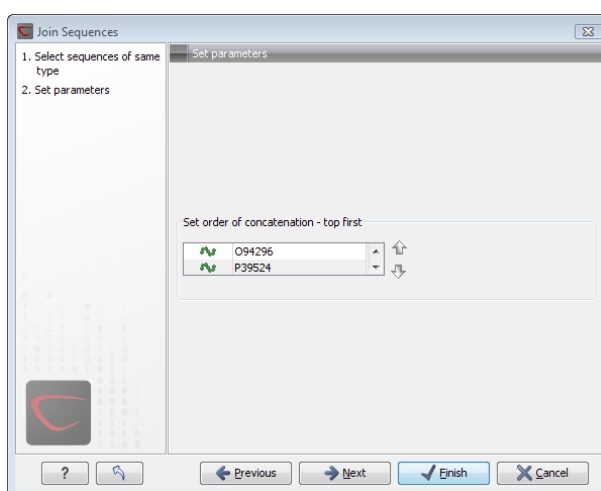 Join Sequences
1. Select sequences of same
type
2. Set parameters
Set parameters
Set order of concatenation - top first
O94296
P39524
?
Previous
Next
Finish
Cancel